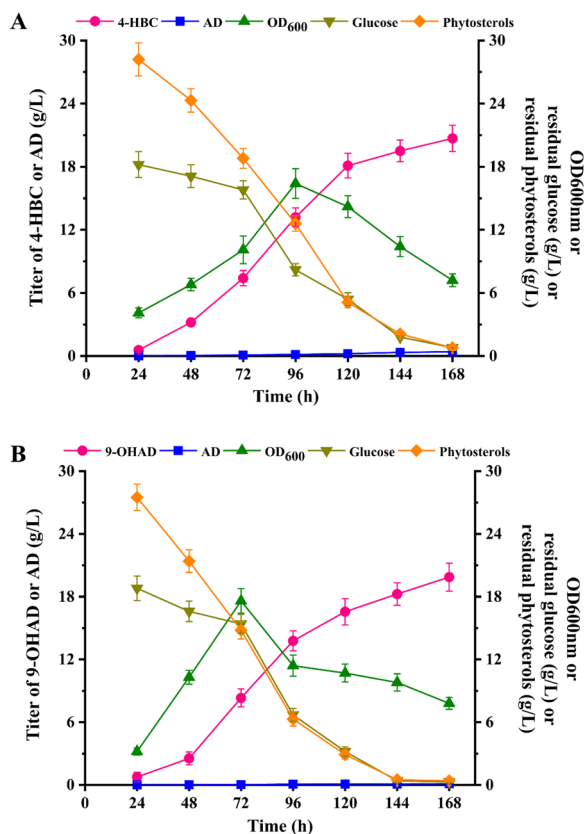 A
4-HBC AD OD600 Glucose Phytosterols
30 30
24 24
18 18
12 12
6 6
0 0
0 24 48 72 96 120 144 168
Time (h)
Titer of 4-HBC or AD (g/L)
OD600nm or
residual glucose (g/L) or
residual phytosterols (g/L)
B
9-OHAD AD OD600 Glucose Phytosterols
30 30
24 24
18 18
12 12
6 6
0 0
0 24 48 72 96 120 144 168
Time (h)
Titer of 9-OHAD or AD (g/L)
OD600nm or
residual glucose (g/L) or
residual phytosterols (g/L)